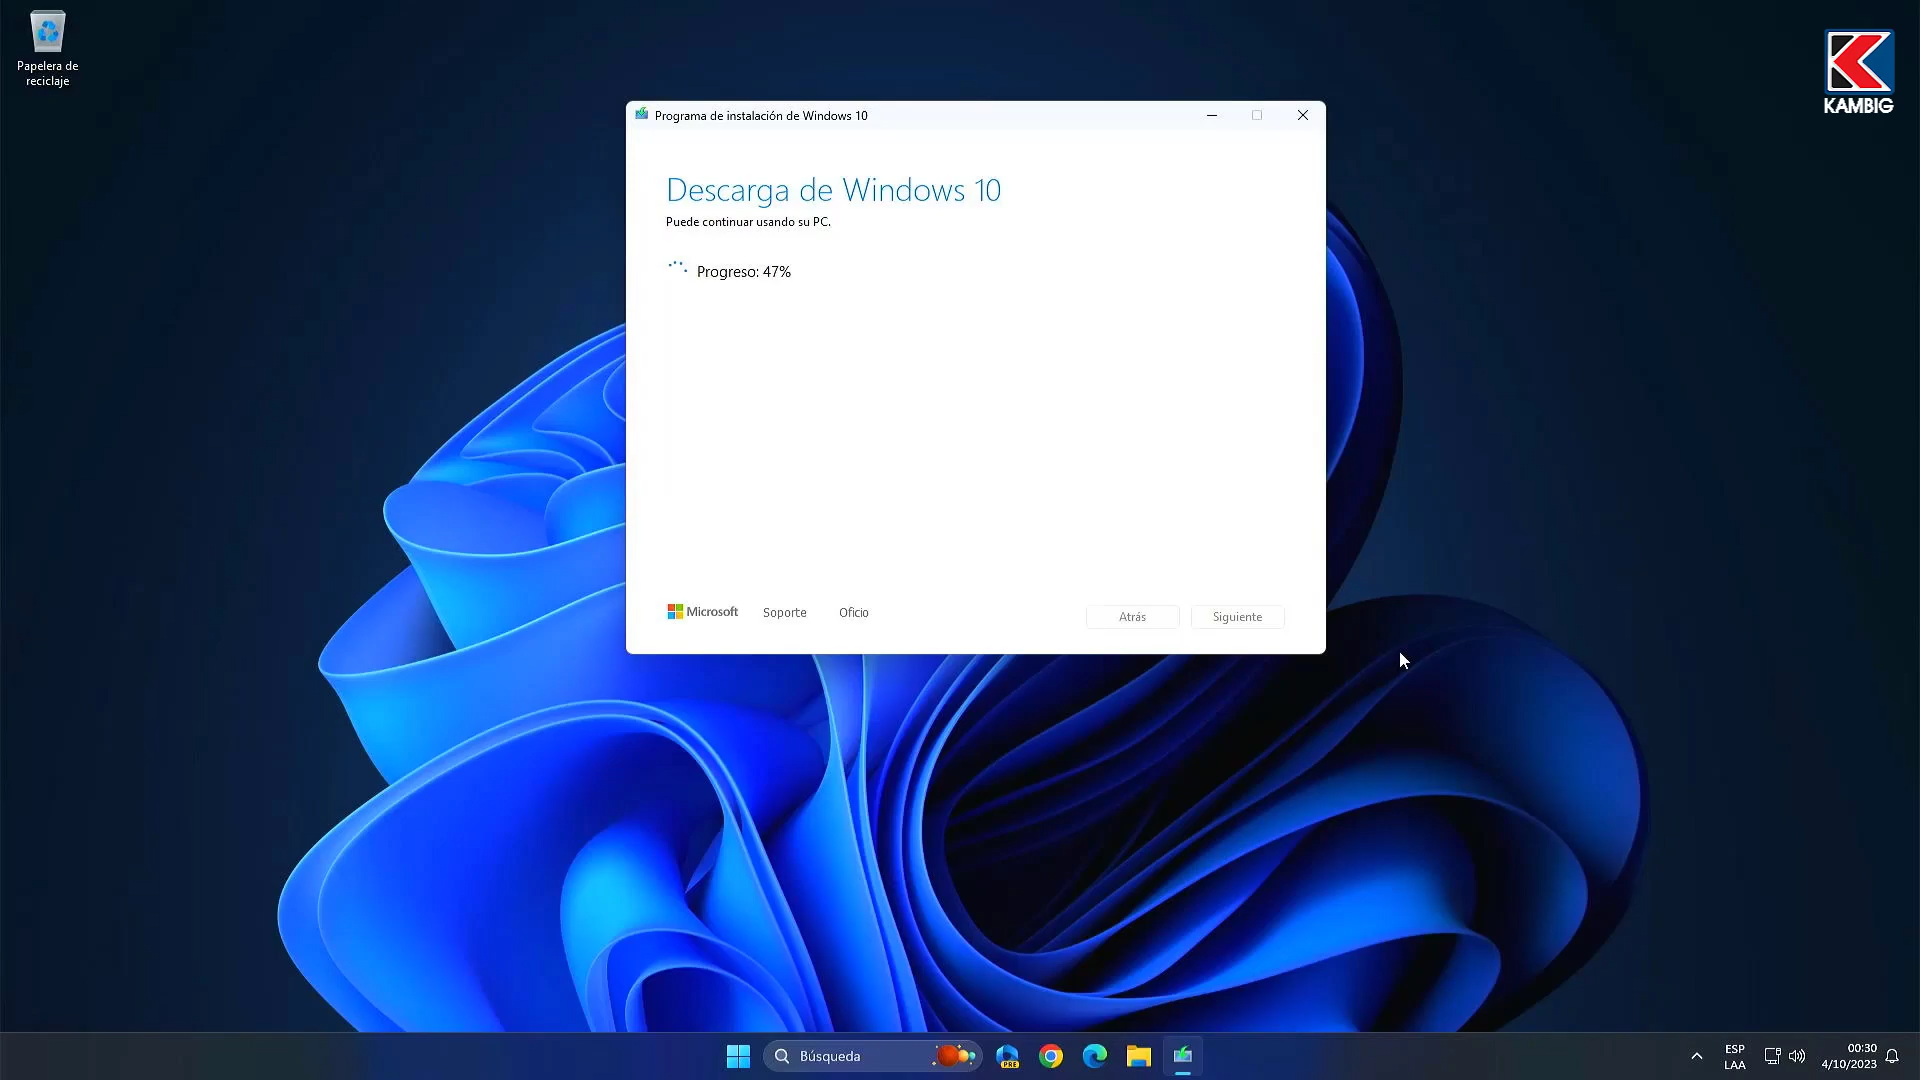 Papelera de
reciclaje
KAMBIG
Programa de instalación de Windows 10
Descarga de Windows 10
Puede continuar usando su PC.
Progreso: 47%
Microsoft
Soporte
Oficio
Atrás
Siguiente
Búsqueda
PRE
ESP
LAA
00:30
4/10/2023